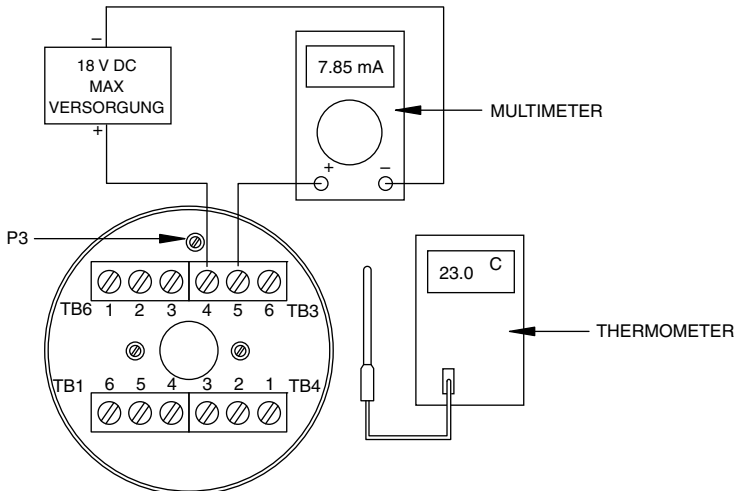 –
18 V DC
MAX
VERSORGUNG
+
7.85 mA
MULTIMETER
+ –
P3
TB6 1 2 3 4 5 6 TB3
23.0 C
THERMOMETER
TB1 6 5 4 3 2 1 TB4